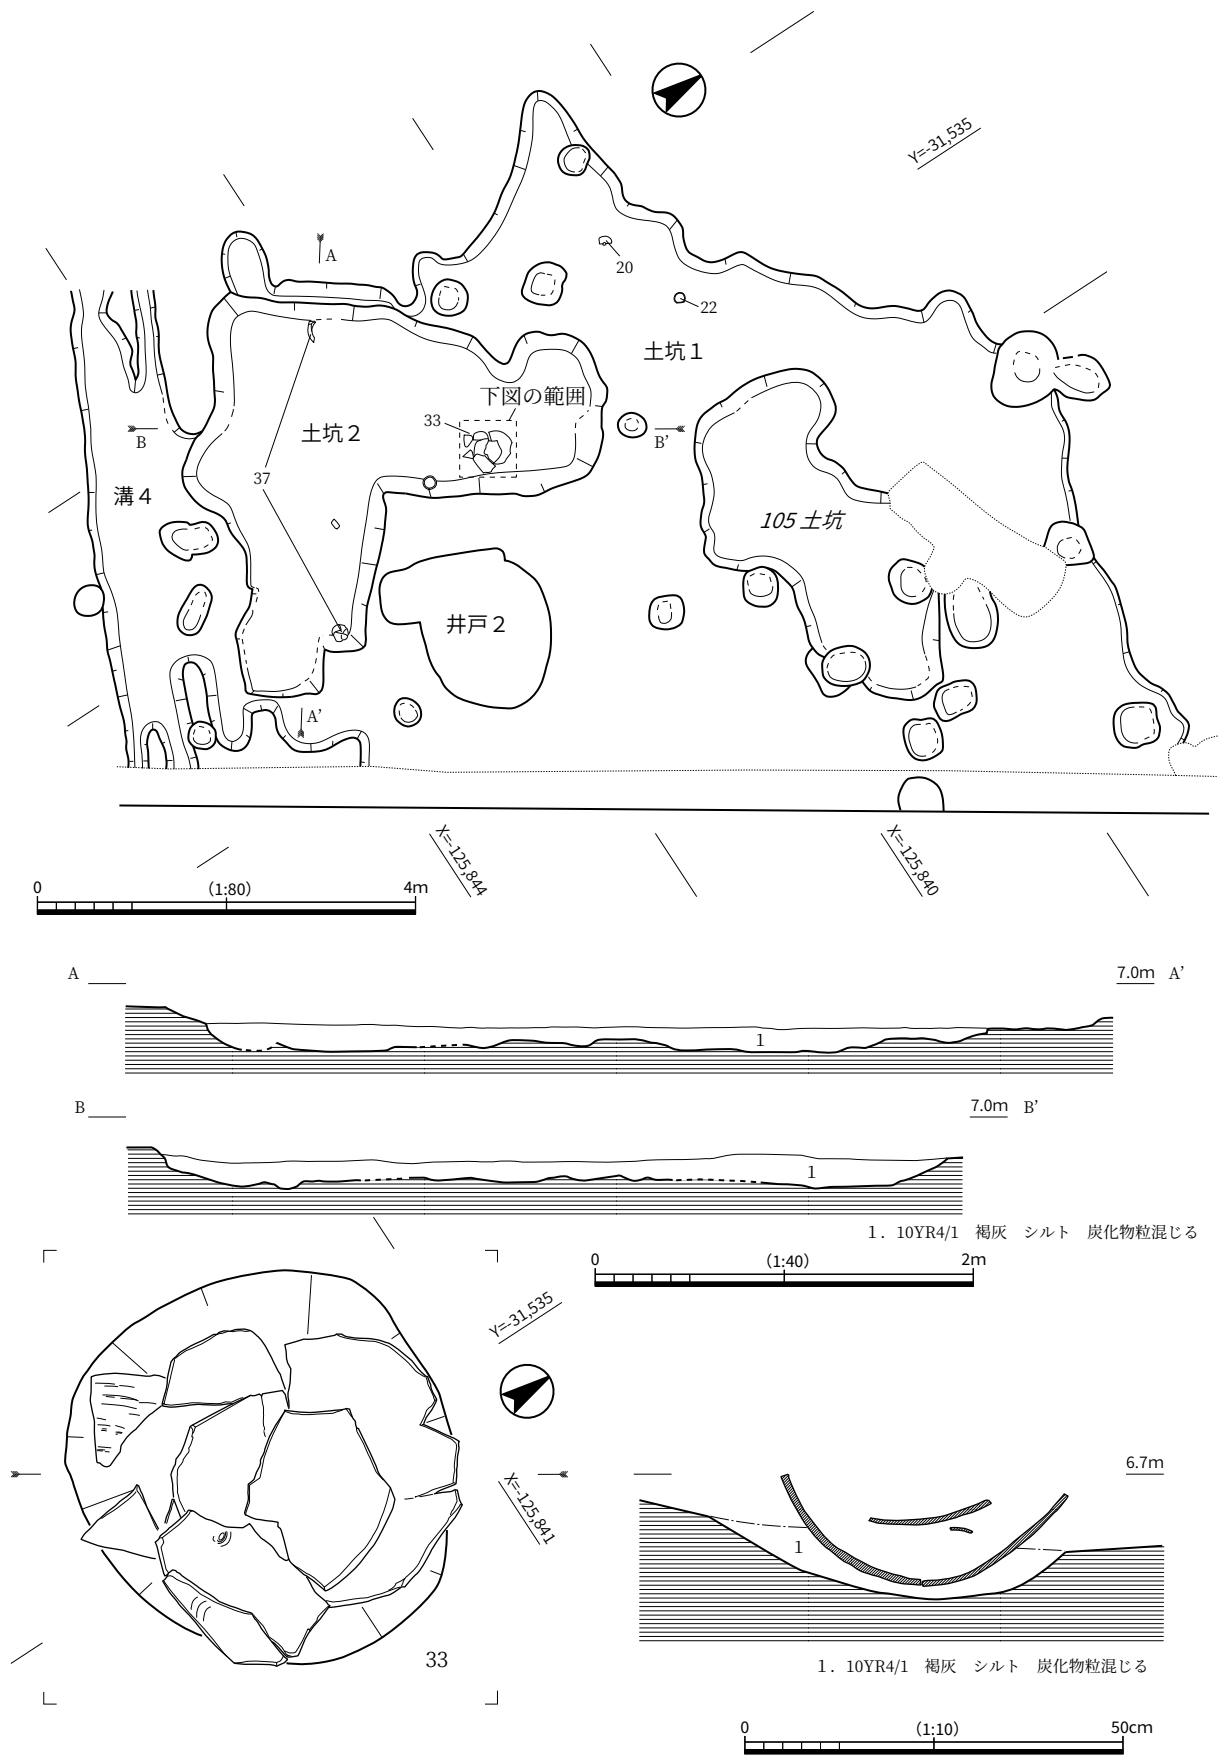 Y=-31,535
A
20
22
土坑１
下図の範囲
33
土坑２
B
B’
37
溝４
105 土坑
井戸２
A’
X=-125,844
X=-125,840
0 (1:80) 4m
A 7.0m A’
1
B 7.0m B’
1
１．10YR4/1　褐灰　シルト　炭化物粒混じる
0 (1:40) 2m
Y=-31,535
X=-125,841
6.7m
1
33
１．10YR4/1　褐灰　シルト　炭化物粒混じる
0 (1:10) 50cm